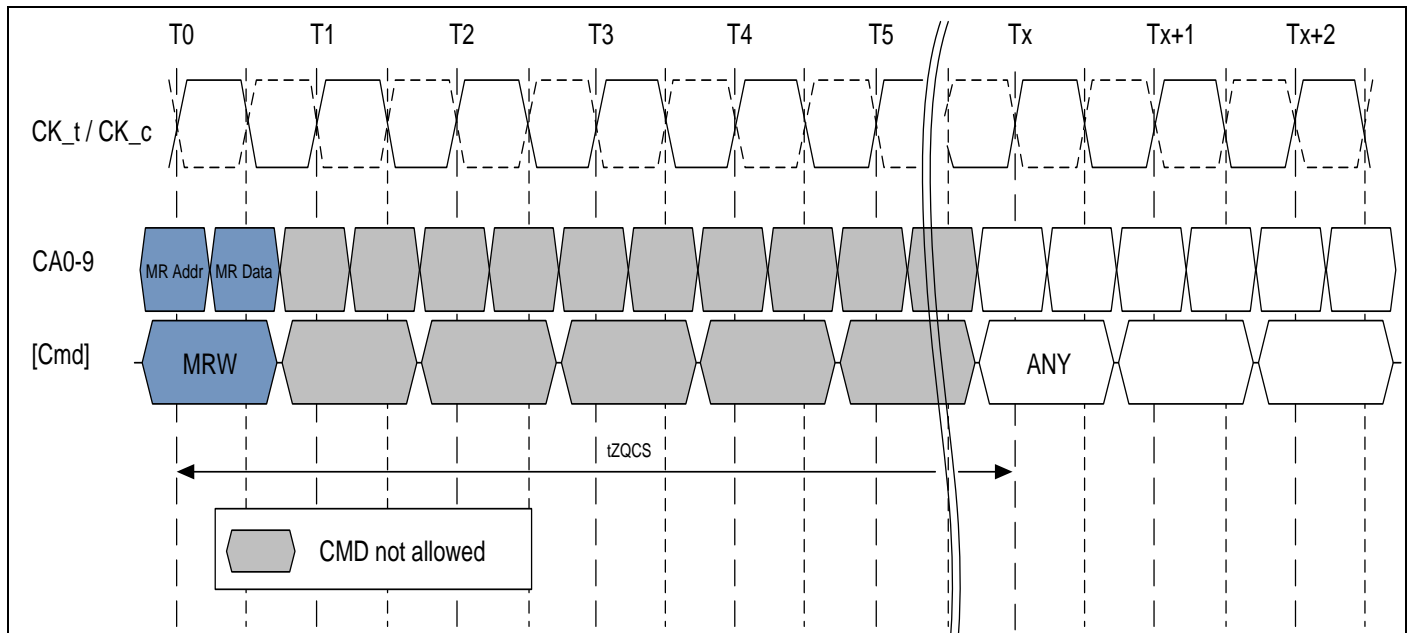 T0 T1 T2 T3 T4 T5 Tx Tx+1 Tx+2
CK_t / CK_c
CA0-9 MR Addr MR Data
[Cmd] MRW ANY
tZQCS
CMD not allowed